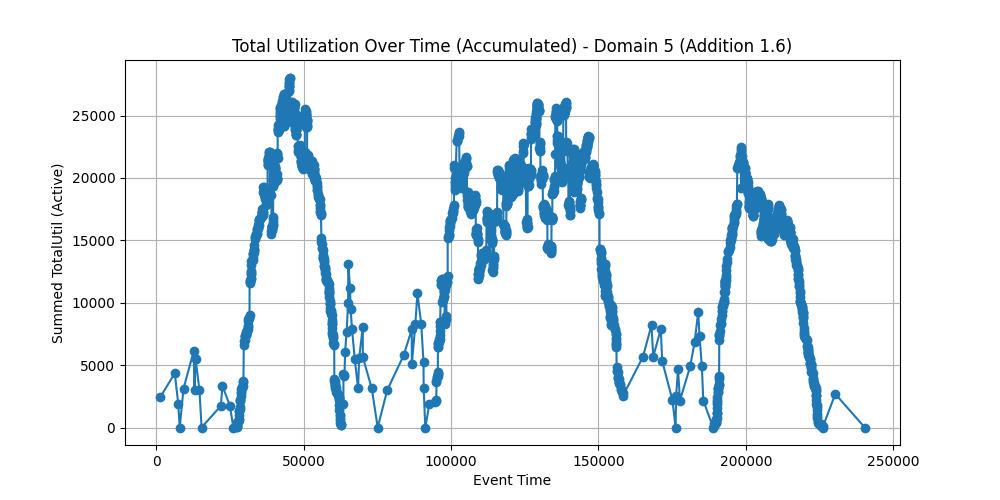 Total Utilization Over Time (Accumulated) - Domain 5 (Addition 1.6)
Summed TotalUtil (Active)
25000
20000
15000
10000
5000
0
0 50000 100000 150000 200000 250000
Event Time